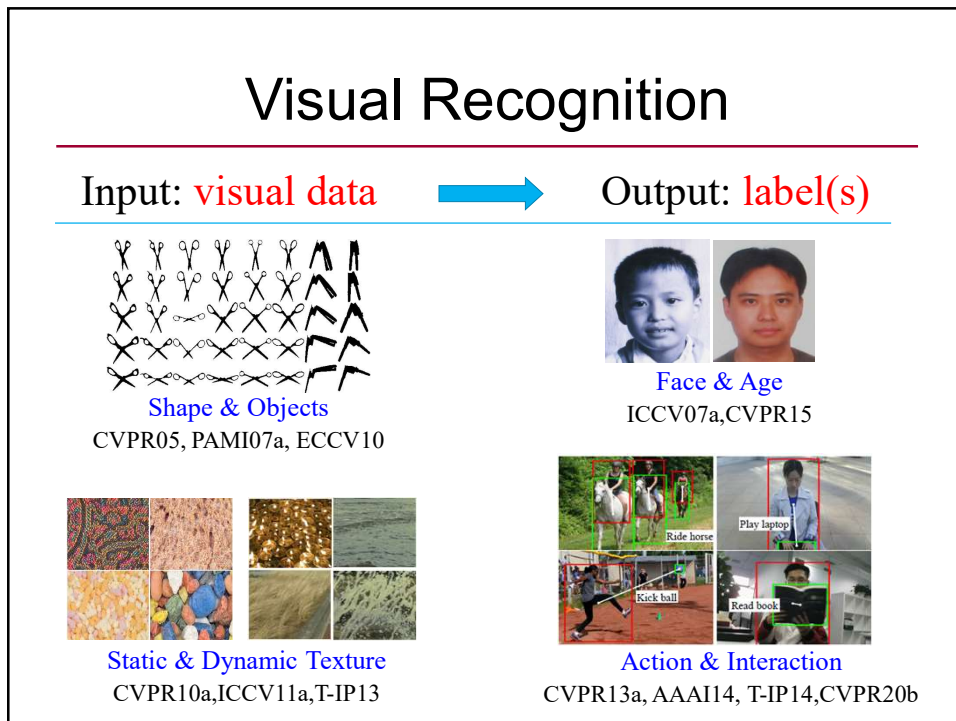 Visual Recognition
Input: visual data
Output: label(s)
Shape & Objects
CVPR05, PAMI07a, ECCV10
Face & Age
ICCV07a,CVPR15
Static & Dynamic Texture
CVPR10a,ICCV11a,T-IP13
Ride horse
Play laptop
Kick ball
Read book
Action & Interaction
CVPR13a, AAAI14, T-IP14,CVPR20b